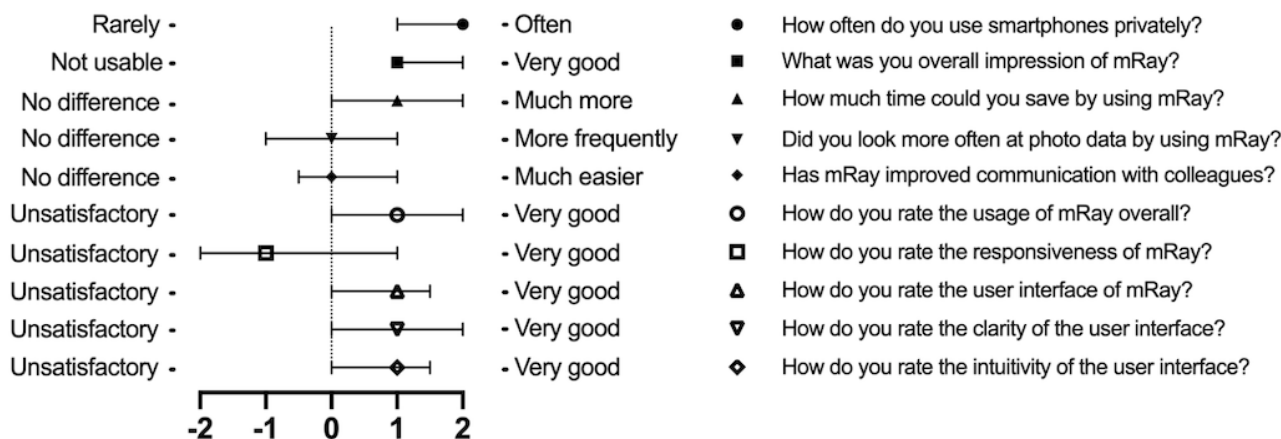 Rarely - - Often How often do you use smartphones privately?
Not usable - - Very good What was you overall impression of mRay?
No difference - - Much more How much time could you save by using mRay?
No difference - - More frequently Did you look more often at photo data by using mRay?
No difference - - Much easier Has mRay improved communication with colleagues?
Unsatisfactory - - Very good How do you rate the usage of mRay overall?
Unsatisfactory - - Very good How do you rate the responsiveness of mRay?
Unsatisfactory - - Very good How do you rate the user interface of mRay?
Unsatisfactory - - Very good How do you rate the clarity of the user interface?
Unsatisfactory - - Very good How do you rate the intuitivity of the user interface?
-2 -1 0 1 2